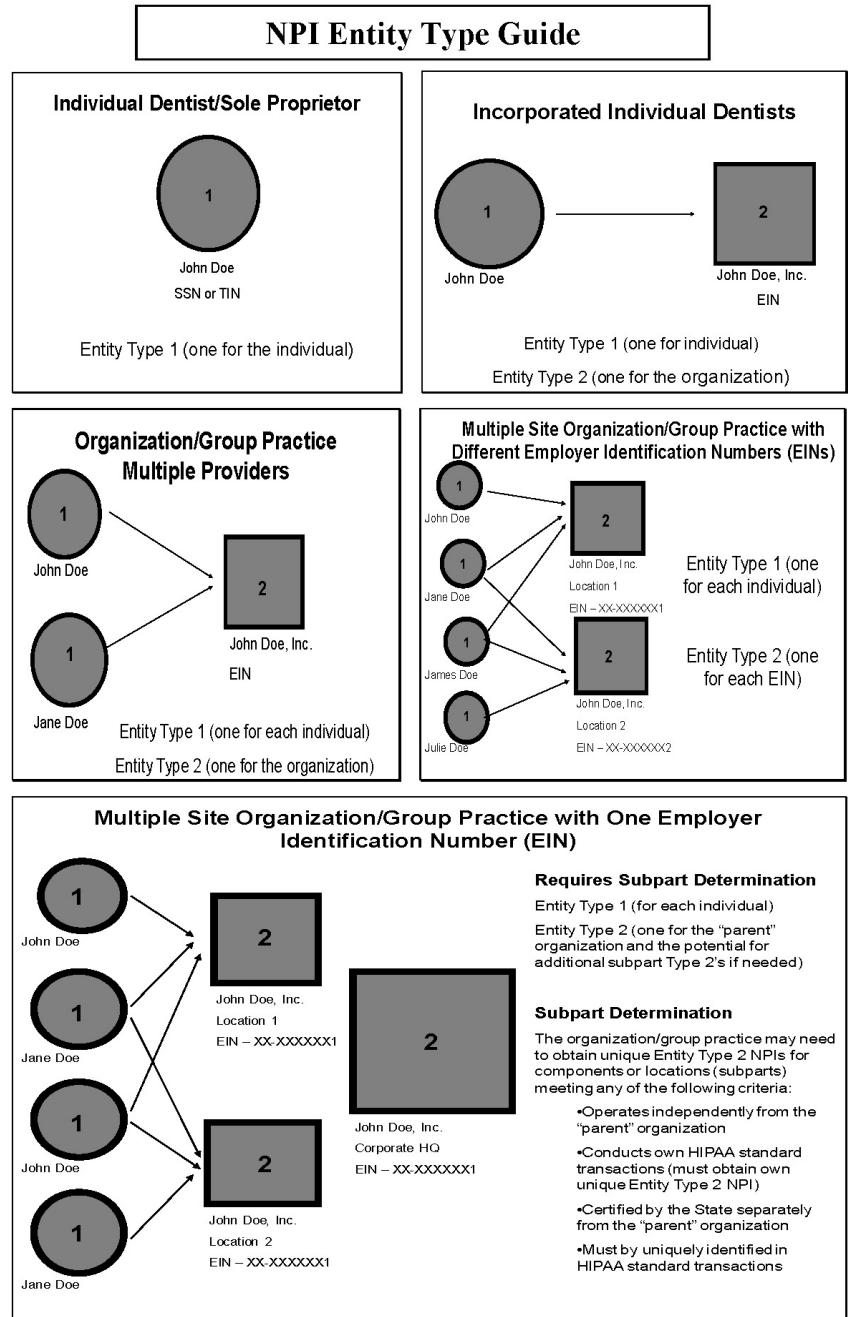 NPI Entity Type Guide
Individual Dentist/Sole Proprietor
1
John Doe
SSN or TIN
Entity Type 1 (one for the individual)
Incorporated Individual Dentists
1
2
John Doe
John Doe, Inc.
EIN
Entity Type 1 (one for individual)
Entity Type 2 (one for the organization)
Organization/Group Practice
Multiple Providers
1
John Doe
2
John Doe, Inc.
EIN
1
Jane Doe
Entity Type 1 (one for each individual)
Entity Type 2 (one for the organization)
Multiple Site Organization/Group Practice with
Different Employer Identification Numbers (EINs)
1
John Doe
1
Jane Doe
1
James Doe
1
Julie Doe
2
John Doe, Inc.
Location 1
EIN – XX-XXXXXX1
2
John Doe, Inc.
Location 2
EIN – XX-XXXXXX2
Entity Type 1 (one
for each individual)
Entity Type 2 (one
for each EIN)
Multiple Site Organization/Group Practice with One Employer
Identification Number (EIN)
1
John Doe
1
Jane Doe
1
John Doe
1
Jane Doe
2
John Doe, Inc.
Location 1
EIN – XX-XXXXXX1
2
John Doe, Inc.
Location 2
EIN – XX-XXXXXX1
2
John Doe, Inc.
Corporate HQ
EIN – XX-XXXXXX1
Requires Subpart Determination
Entity Type 1 (for each individual)
Entity Type 2 (one for the “parent”
organization and the potential for
additional subpart Type 2’s if needed)
Subpart Determination
The organization/group practice may need
to obtain unique Entity Type 2 NPIs for
components or locations (subparts)
meeting any of the following criteria:
•Operates independently from the
“parent” organization
•Conducts own HIPAA standard
transactions (must obtain own
unique Entity Type 2 NPI)
•Certified by the State separately
from the “parent” organization
•Must by uniquely identified in
HIPAA standard transactions